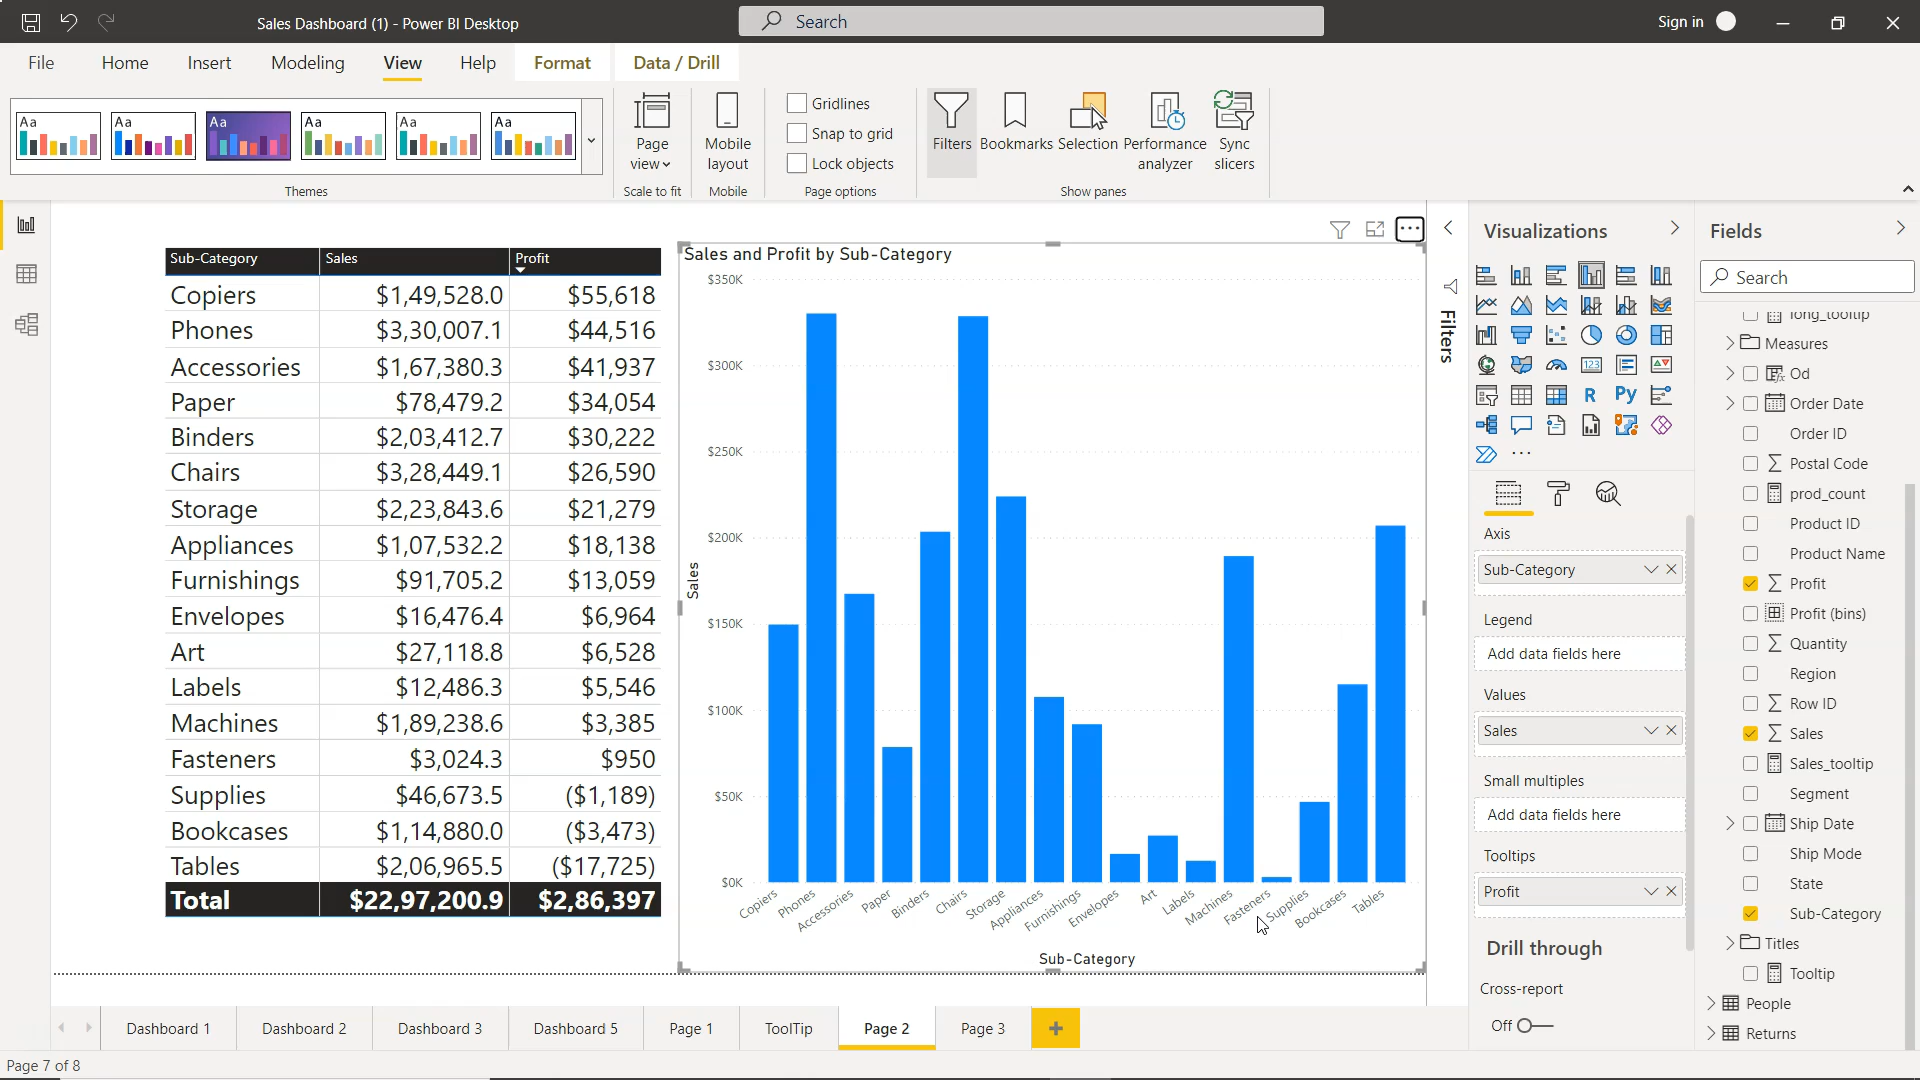 Sales Dashboard (1) - Power BI Desktop
Search
Sign in
File Home Insert Modeling View Help Format Data / Drill
Aa Aa Aa Aa Aa Aa
Page view
Mobile layout
Gridlines
Snap to grid
Lock objects
Filters
Bookmarks
Selection
Performance analyzer
Sync slicers
Themes
Scale to fit
Mobile
Page options
Show panes
Sub-Category Sales Profit
Copiers $1,49,528.0 $55,618
Phones $3,30,007.1 $44,516
Accessories $1,67,380.3 $41,937
Paper $78,479.2 $34,054
Binders $2,03,412.7 $30,222
Chairs $3,28,449.1 $26,590
Storage $2,23,843.6 $21,279
Appliances $1,07,532.2 $18,138
Furnishings $91,705.2 $13,059
Envelopes $16,476.4 $6,964
Art $27,118.8 $6,528
Labels $12,486.3 $5,546
Machines $1,89,238.6 $3,385
Fasteners $3,024.3 $950
Supplies $46,673.5 ($1,189)
Bookcases $1,14,880.0 ($3,473)
Tables $2,06,965.5 ($17,725)
Total $22,97,200.9 $2,86,397
Sales and Profit by Sub-Category
$350K
$300K
$250K
$200K
$150K
$100K
$50K
$0K
Sales
Copiers Phones Accessories Paper Binders Chairs Storage Appliances Furnishings Envelopes Art Labels Machines Fasteners Supplies Bookcases Tables
Sub-Category
Filters
Visualizations
123
R
Py
Axis
Sub-Category
Legend
Add data fields here
Values
Sales
Small multiples
Add data fields here
Tooltips
Profit
Drill through
Cross-report
Off
Fields
Search
long_tooltip
Measures
Od
Order Date
Order ID
Postal Code
prod_count
Product ID
Product Name
Profit
Profit (bins)
Quantity
Region
Row ID
Sales
Sales_tooltip
Segment
Ship Date
Ship Mode
State
Sub-Category
Titles
Tooltip
People
Returns
Dashboard 1 Dashboard 2 Dashboard 3 Dashboard 5 Page 1 ToolTip Page 2 Page 3
Page 7 of 8